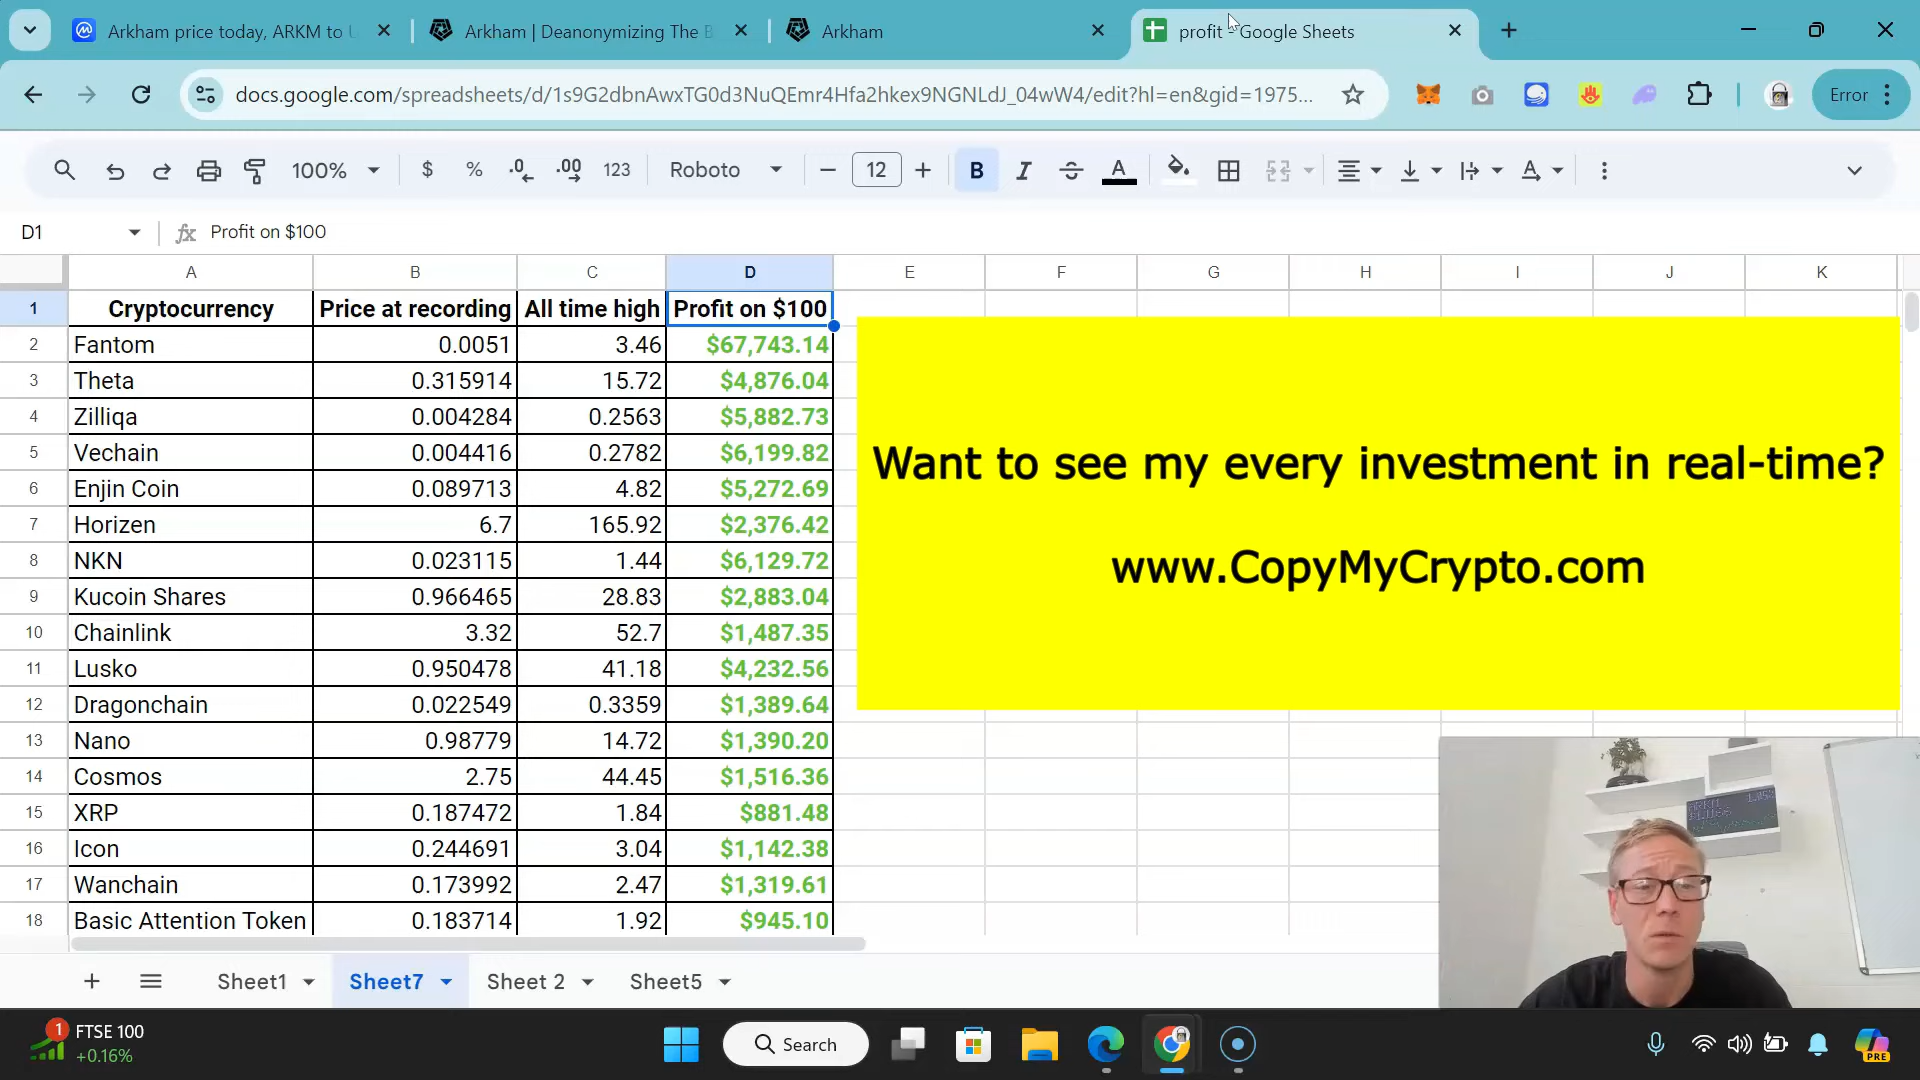 Arkham price today, ARKM to U
Arkham | Deanonymizing The B
Arkham
profit - Google Sheets
docs.google.com/spreadsheets/d/1s9G2dbnAwxTG0d3NuQEmr4Hfa2hkex9NGNLdJ_04wW4/edit?hl=en&gid=1975...
Error
100% $ % .0 .00 123 Roboto 12 B I A
D1 fx Profit on $100
A B C D E F G H I J K
1 Cryptocurrency Price at recording All time high Profit on $100
2 Fantom 0.0051 3.46 $67,743.14
3 Theta 0.315914 15.72 $4,876.04
4 Zilliqa 0.004284 0.2563 $5,882.73
5 Vechain 0.004416 0.2782 $6,199.82
6 Enjin Coin 0.089713 4.82 $5,272.69
7 Horizen 6.7 165.92 $2,376.42
8 NKN 0.023115 1.44 $6,129.72
9 Kucoin Shares 0.966465 28.83 $2,883.04
10 Chainlink 3.32 52.7 $1,487.35
11 Lusko 0.950478 41.18 $4,232.56
12 Dragonchain 0.022549 0.3359 $1,389.64
13 Nano 0.98779 14.72 $1,390.20
14 Cosmos 2.75 44.45 $1,516.36
15 XRP 0.187472 1.84 $881.48
16 Icon 0.244691 3.04 $1,142.38
17 Wanchain 0.173992 2.47 $1,319.61
18 Basic Attention Token 0.183714 1.92 $945.10
Want to see my every investment in real-time?
www.CopyMyCrypto.com
ARKM
Sheet1 Sheet7 Sheet 2 Sheet5
1 FTSE 100
+0.16%
Search
PRE